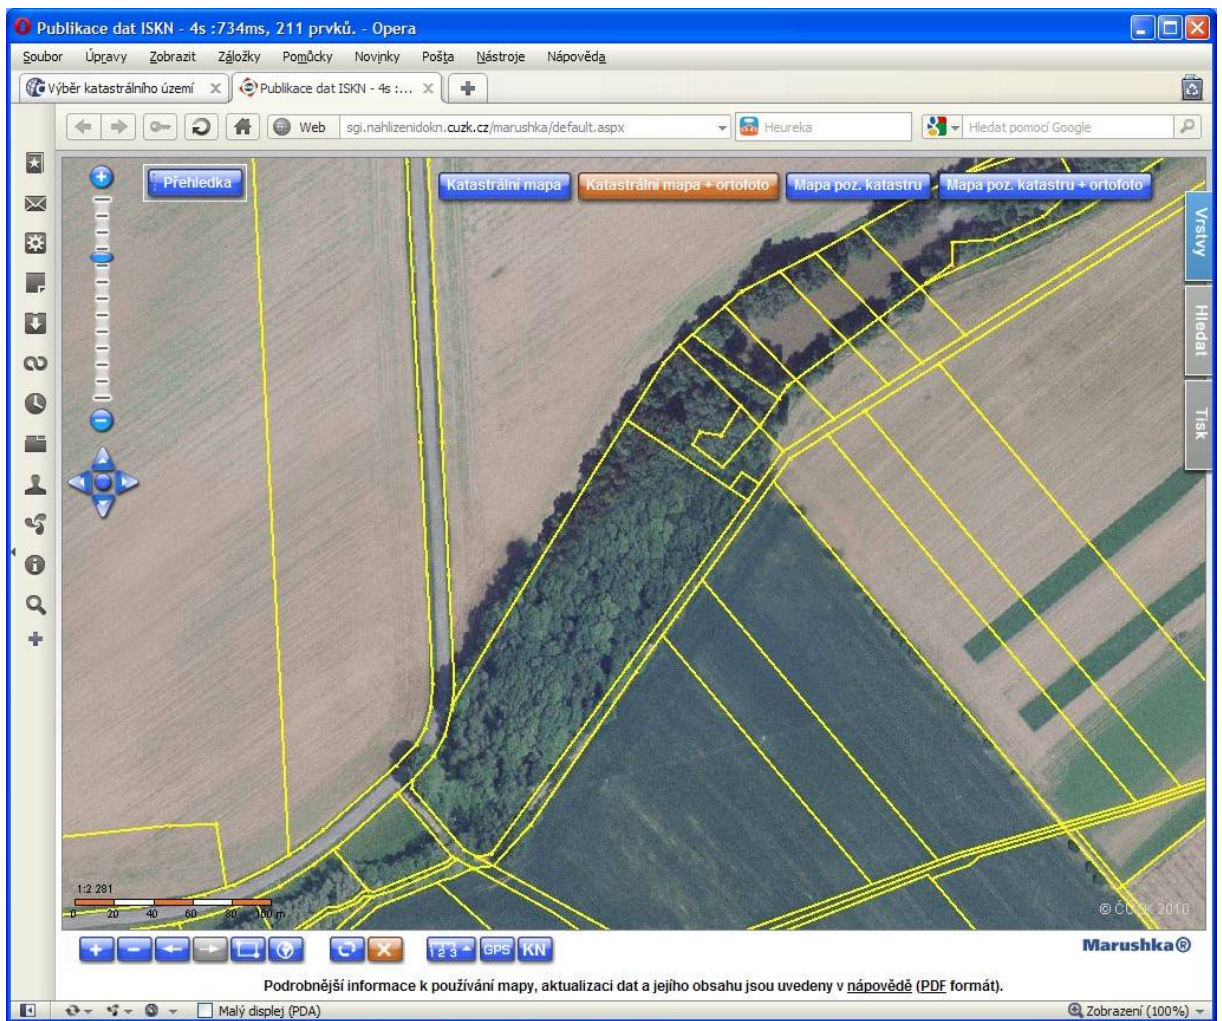 Publikace dat ISKN - 4s :734ms, 211 prvků. - Opera
Soubor Úpravy Zobrazit Záložky Pomůcky Novinky Pošta Nástroje Nápověda
Výběr katastrálního území x Publikace dat ISKN - 4s :... x
Web sgi.nahlizenidokn.cuzk.cz/marushka/default.aspx Heureka Hledat pomocí Google
Přehledka Katastrální mapa Katastrální mapa + ortofoto Mapa poz. katastru Mapa poz. katastru + ortofoto
Vrstvy
Hledat
Tisk
1:2 281
0 20 40 60 80 100 m
© ČÚZK 2010
1 2 3 GPS KN
Marushka®
Podrobnější informace k používání mapy, aktualizaci dat a jejího obsahu jsou uvedeny v nápovědě (PDF formát).
Malý displej (PDA) Zobrazení (100%)